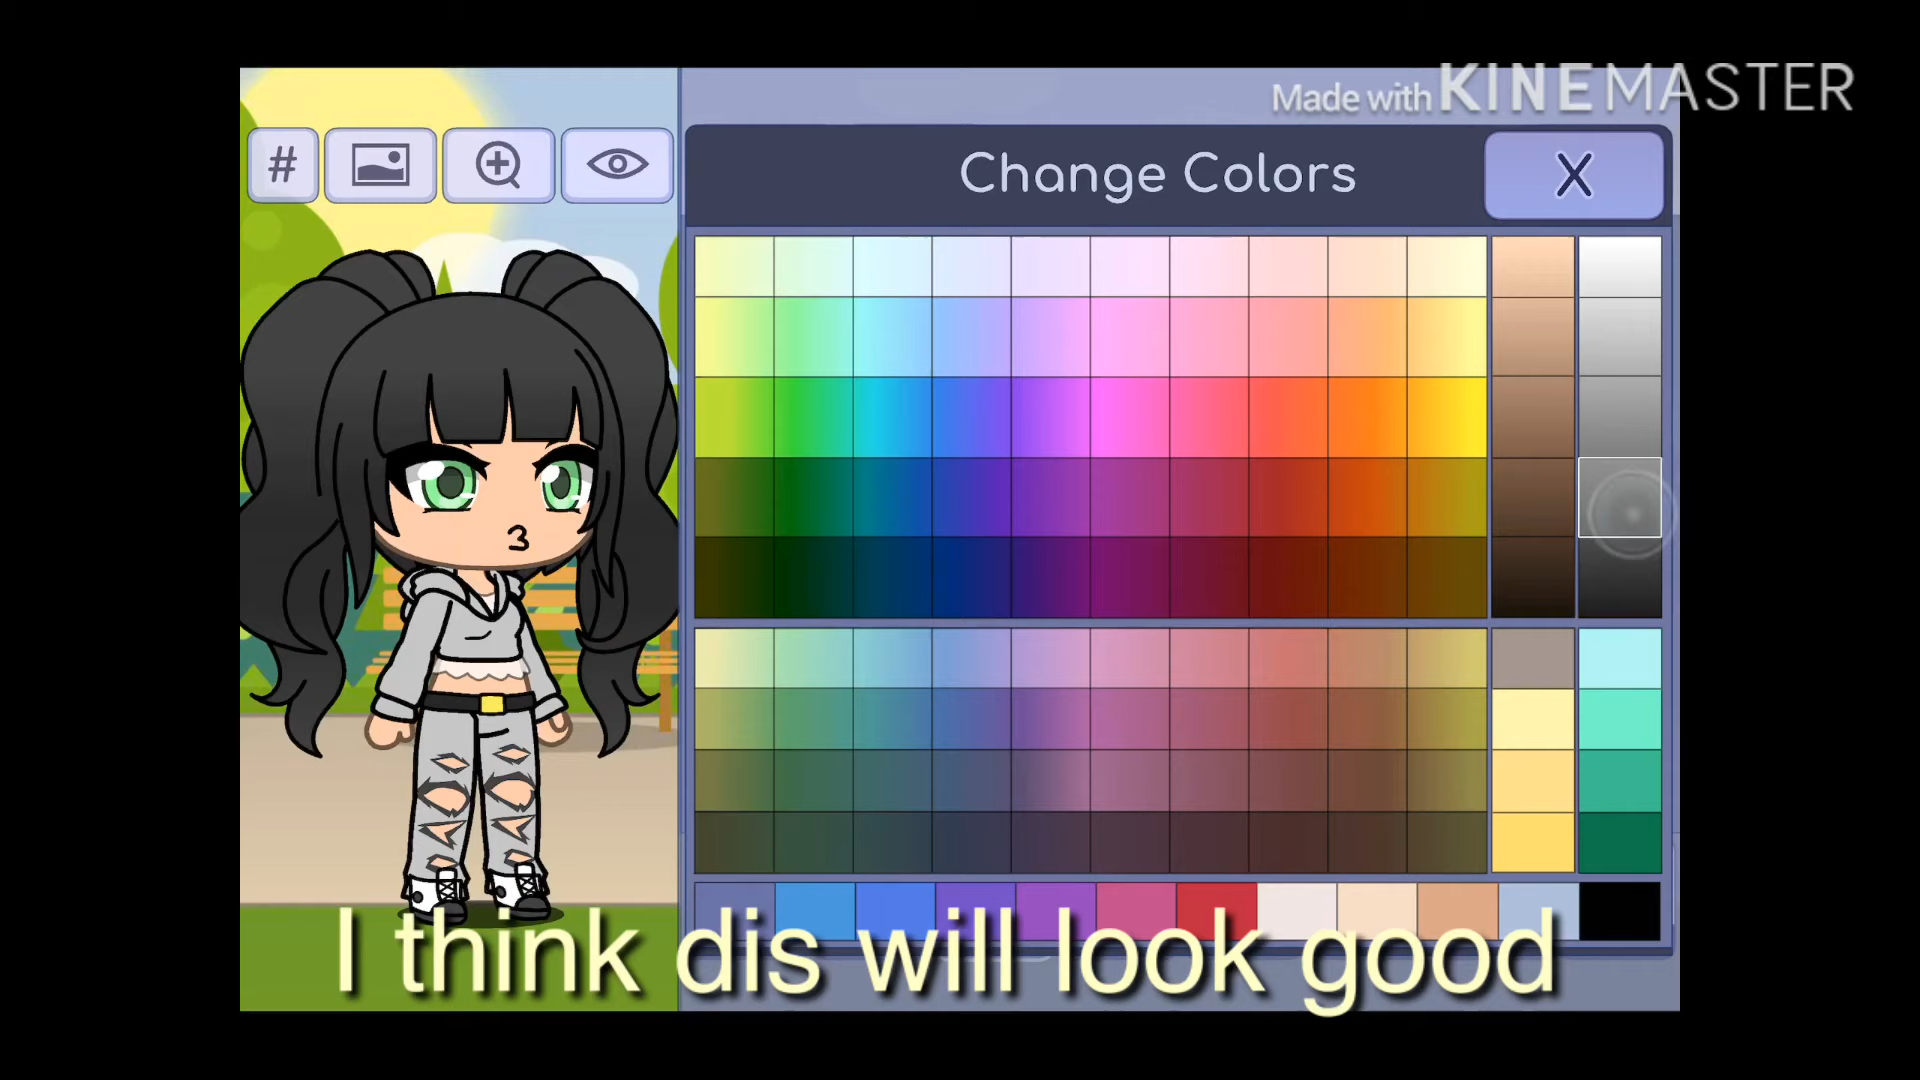 Made with KINEMASTER
#
Change Colors
X
I think dis will look good